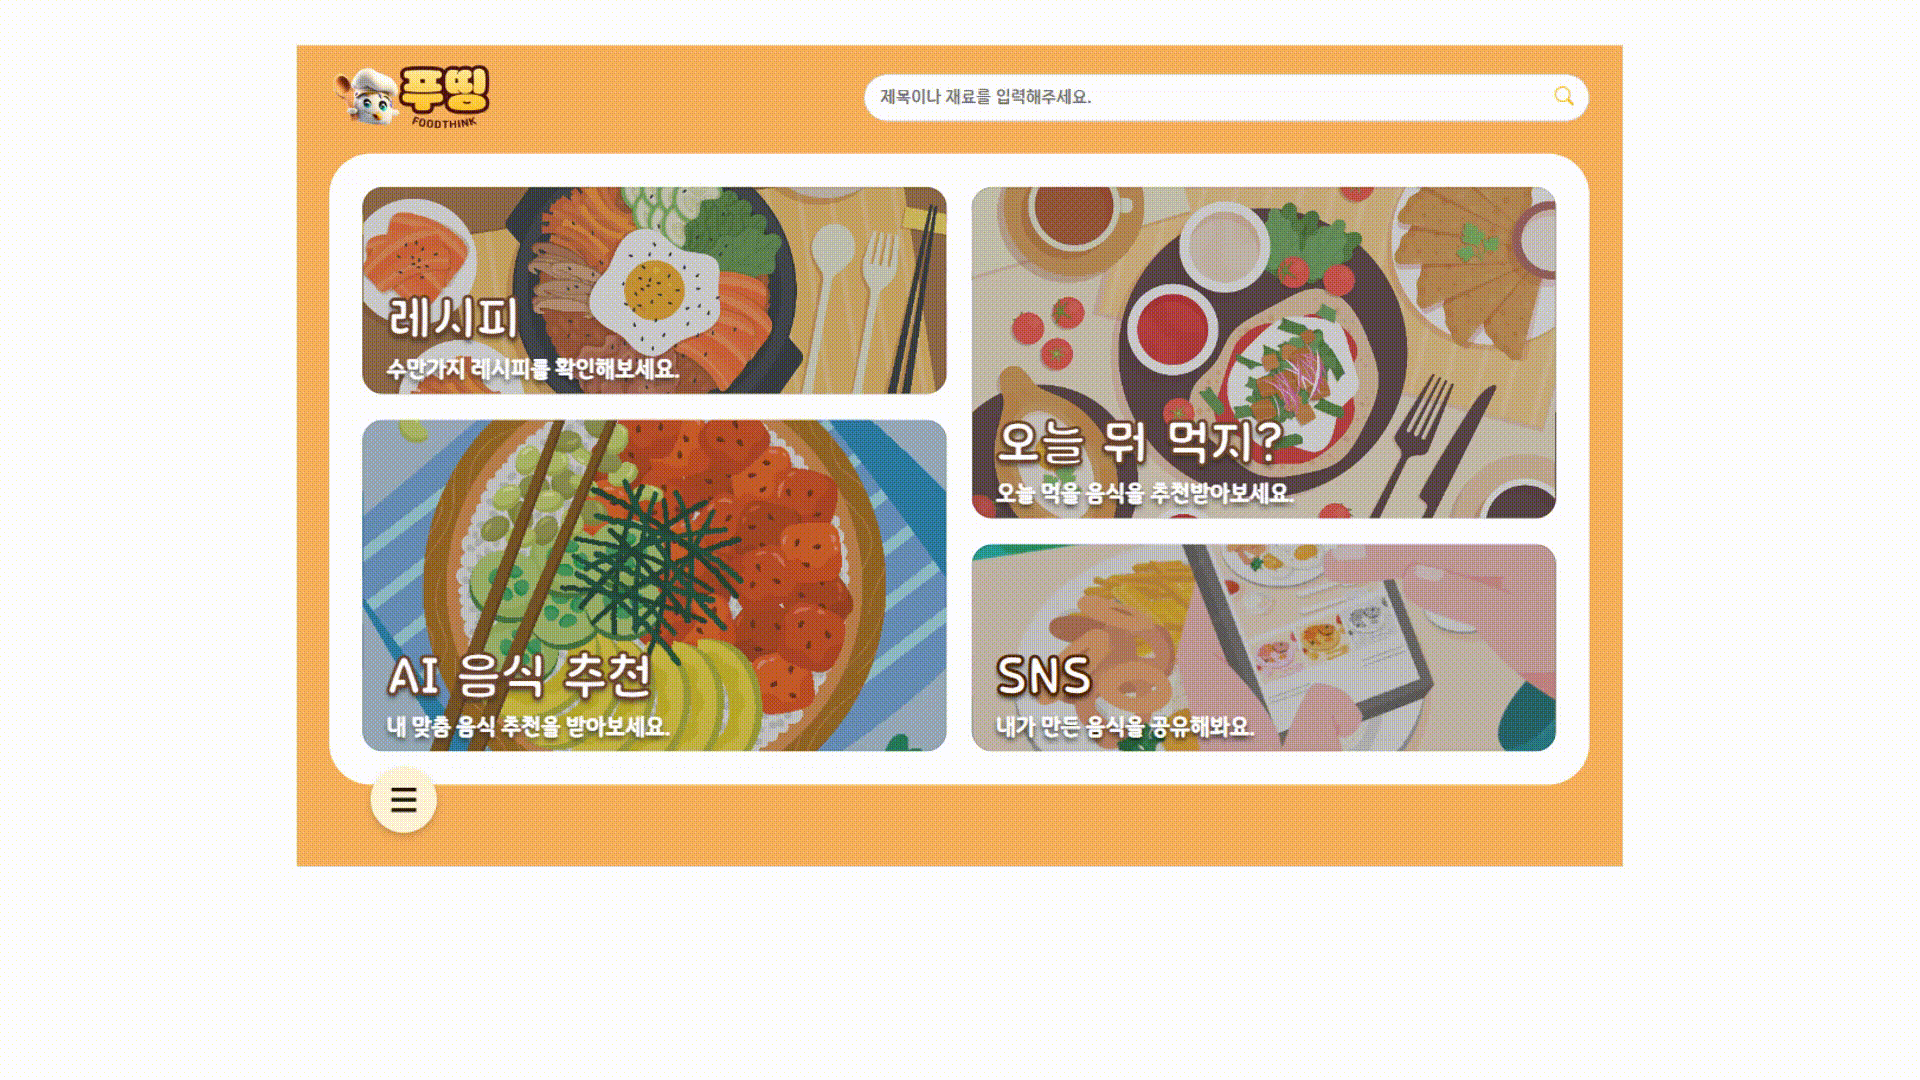 푸띵
FOODTHINK
제목이나 재료를 입력해주세요.
레시피
수만가지 레시피를 확인해보세요.
오늘 뭐 먹지?
오늘 먹을 음식을 추천받아보세요.
AI 음식 추천
내 맞춤 음식 추천을 받아보세요.
SNS
내가 만든 음식을 공유해봐요.